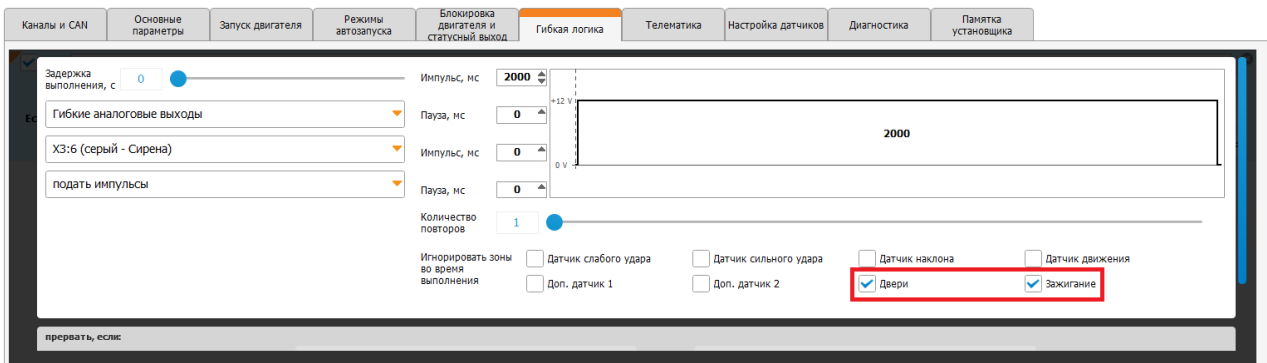 Каналы и CAN
Основные
параметры
Запуск двигателя
Режимы
автозапуска
Блокировка
двигателя и
статусный выход
Гибкая логика
Телематика
Настройка датчиков
Диагностика
Памятка
установщика
Задержка
выполнения, с
0
Ес
Гибкие аналоговые выходы
X3:6 (серый - Сирена)
подать импульсы
Импульс, мс 2000
Пауза, мс 0
Импульс, мс 0
Пауза, мс 0
+12 V
2000
0 V
Количество
повторов
1
Игнорировать зоны
во время
выполнения
Датчик слабого удара
Датчик сильного удара
Датчик наклона
Датчик движения
Доп. датчик 1
Доп. датчик 2
Двери
Зажигание
прервать, если: